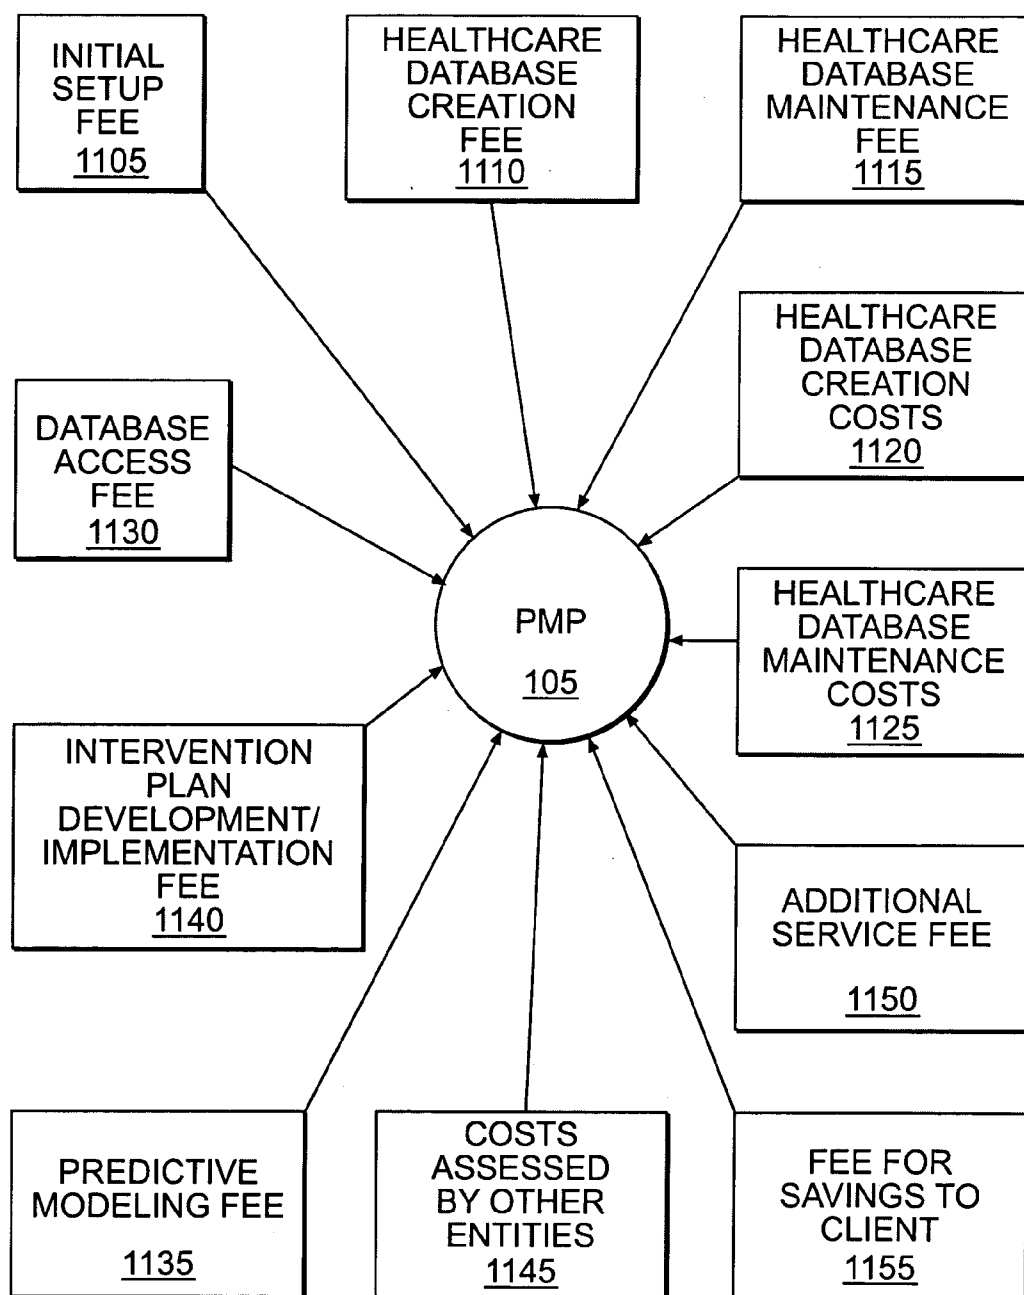 INITIAL
SETUP
FEE
1105
HEALTHCARE
DATABASE
CREATION
FEE
1110
HEALTHCARE
DATABASE
MAINTENANCE
FEE
1115
HEALTHCARE
DATABASE
CREATION
COSTS
1120
DATABASE
ACCESS
FEE
1130
PMP
105
HEALTHCARE
DATABASE
MAINTENANCE
COSTS
1125
INTERVENTION
PLAN
DEVELOPMENT/
IMPLEMENTATION
FEE
1140
ADDITIONAL
SERVICE FEE
1150
PREDICTIVE
MODELING FEE
1135
COSTS
ASSESSED
BY OTHER
ENTITIES
1145
FEE FOR
SAVINGS TO
CLIENT
1155